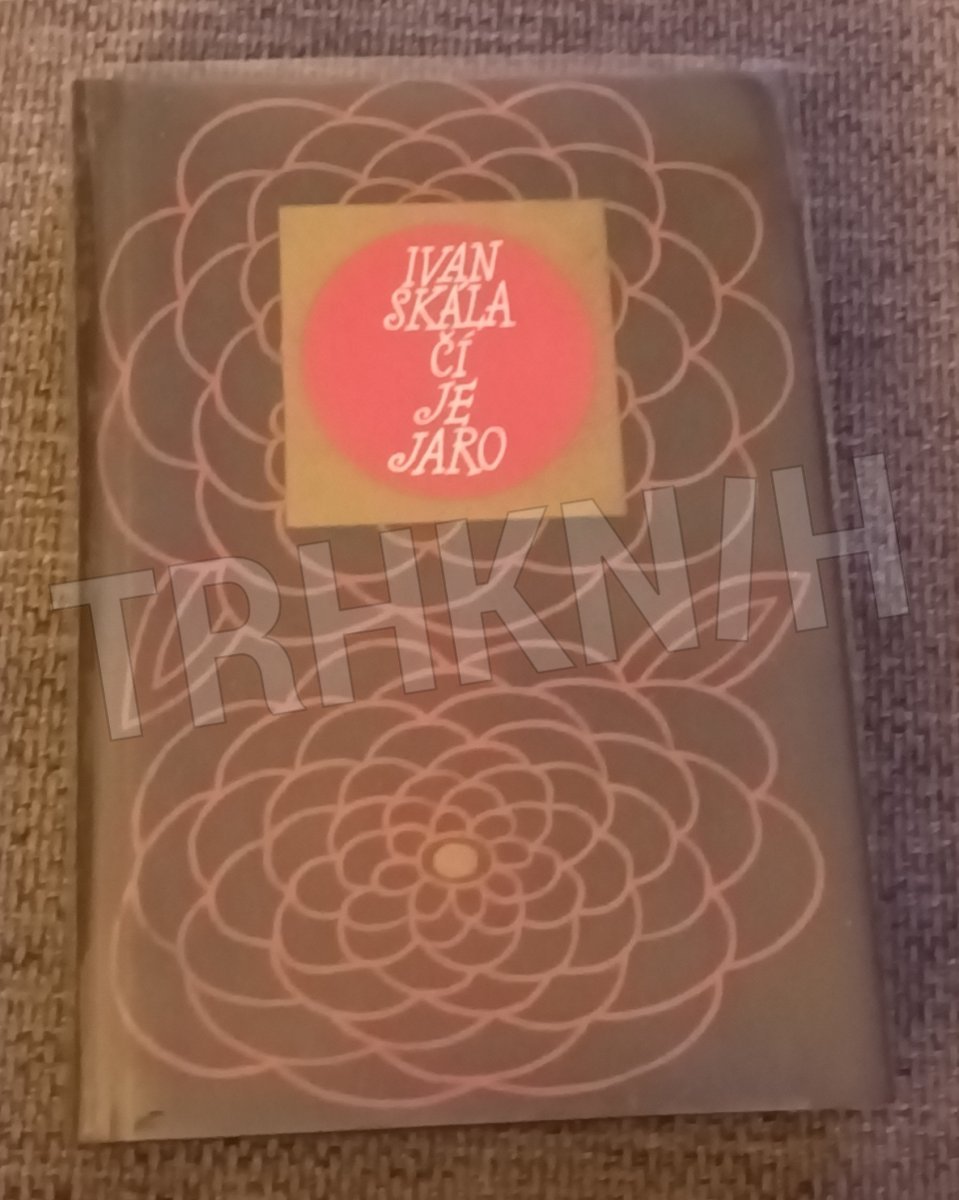 IVAN
SKÁLA
ČÍ
JE
JARO
TRHKNIH